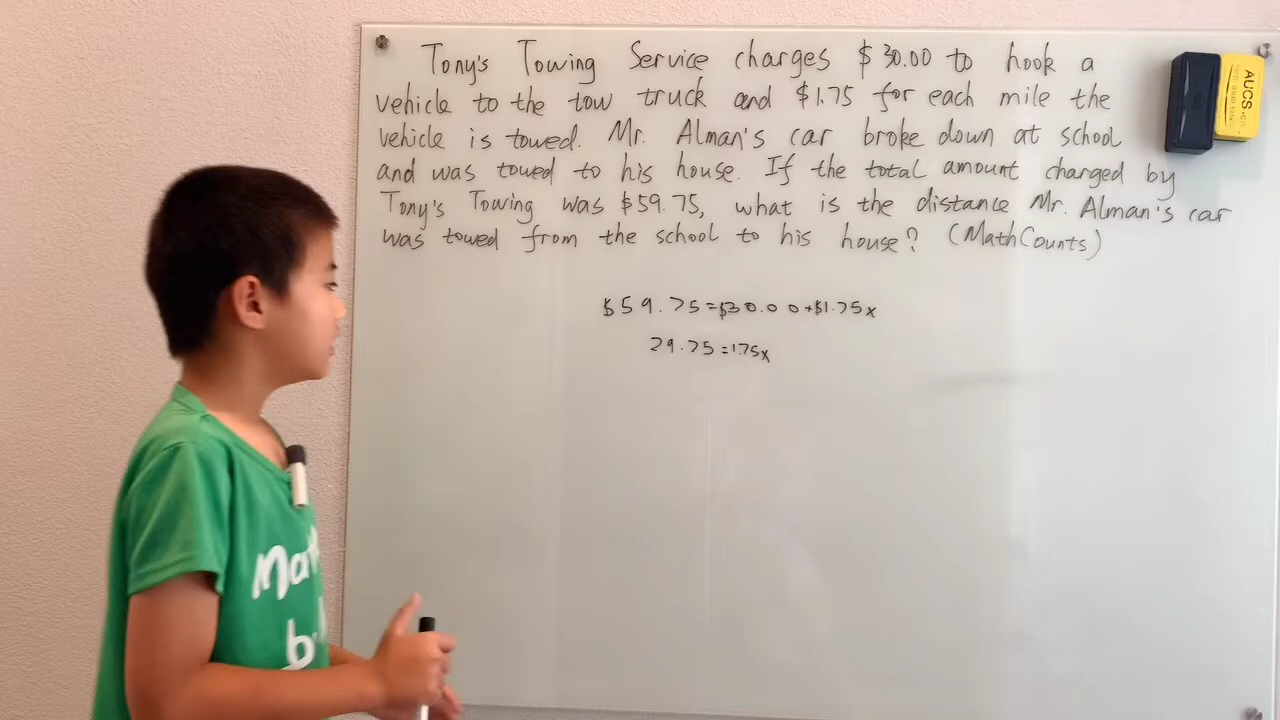 Tony's Towing Service charges $30.00 to hook a
vehicle to the tow truck and $1.75 for each mile the
vehicle is towed. Mr. Alman's car broke down at school
and was towed to his house. If the total amount charged by
Tony's Towing was $59.75, what is the distance Mr. Alman's car
was towed from the school to his house? (MathCounts)
$59.75=$30.00+$1.75x
29.75=1.75x
AUCS